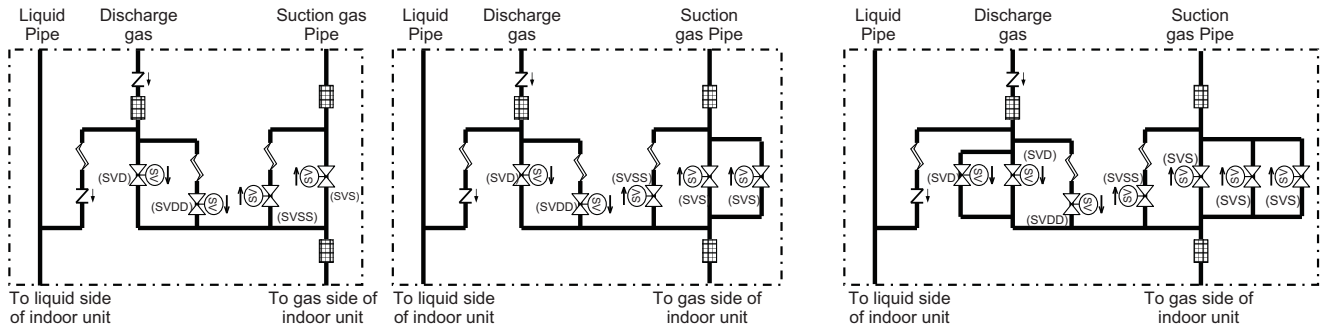 Liquid
Pipe
Discharge
gas
Suction gas
Pipe
(SVD)
SV
(SVDD)
SV
SV
(SVSS)
SV
(SVS)
To liquid side
of indoor unit
To gas side of
indoor unit
Liquid
Pipe
Discharge
gas
Suction
gas Pipe
(SVD)
SV
(SVDD)
SV
(SVSS)
SV
SV
(SVS)
SV
(SVS)
To liquid side
of indoor unit
To gas side of
indoor unit
Liquid
Pipe
Discharge
gas
Suction
gas Pipe
(SVD)
SV
(SVD)
SV
(SVDD)
SV
(SVSS)
SV
(SVS)
SV
SV
(SVS)
SV
(SVS)
To liquid side
of indoor unit
To gas side of
indoor unit